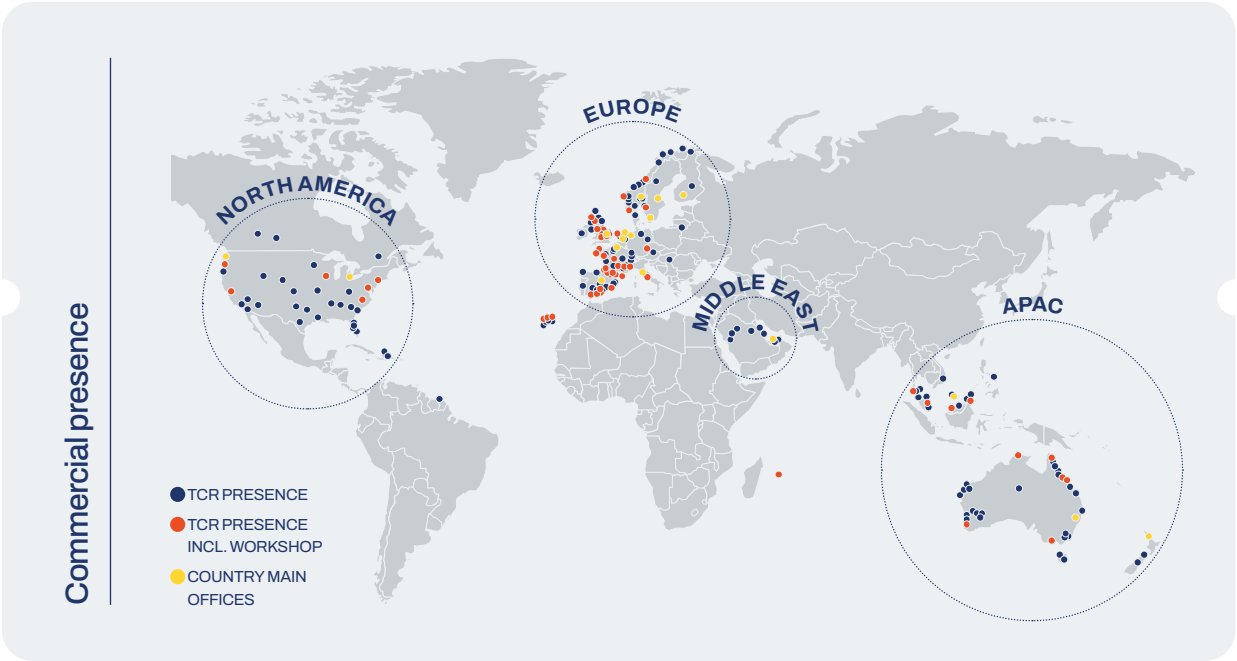 Commercial presence
EUROPE
NORTH AMERICA
MIDDLE EAST
APAC
TCR PRESENCE
TCR PRESENCE
INCL. WORKSHOP
COUNTRY MAIN
OFFICES